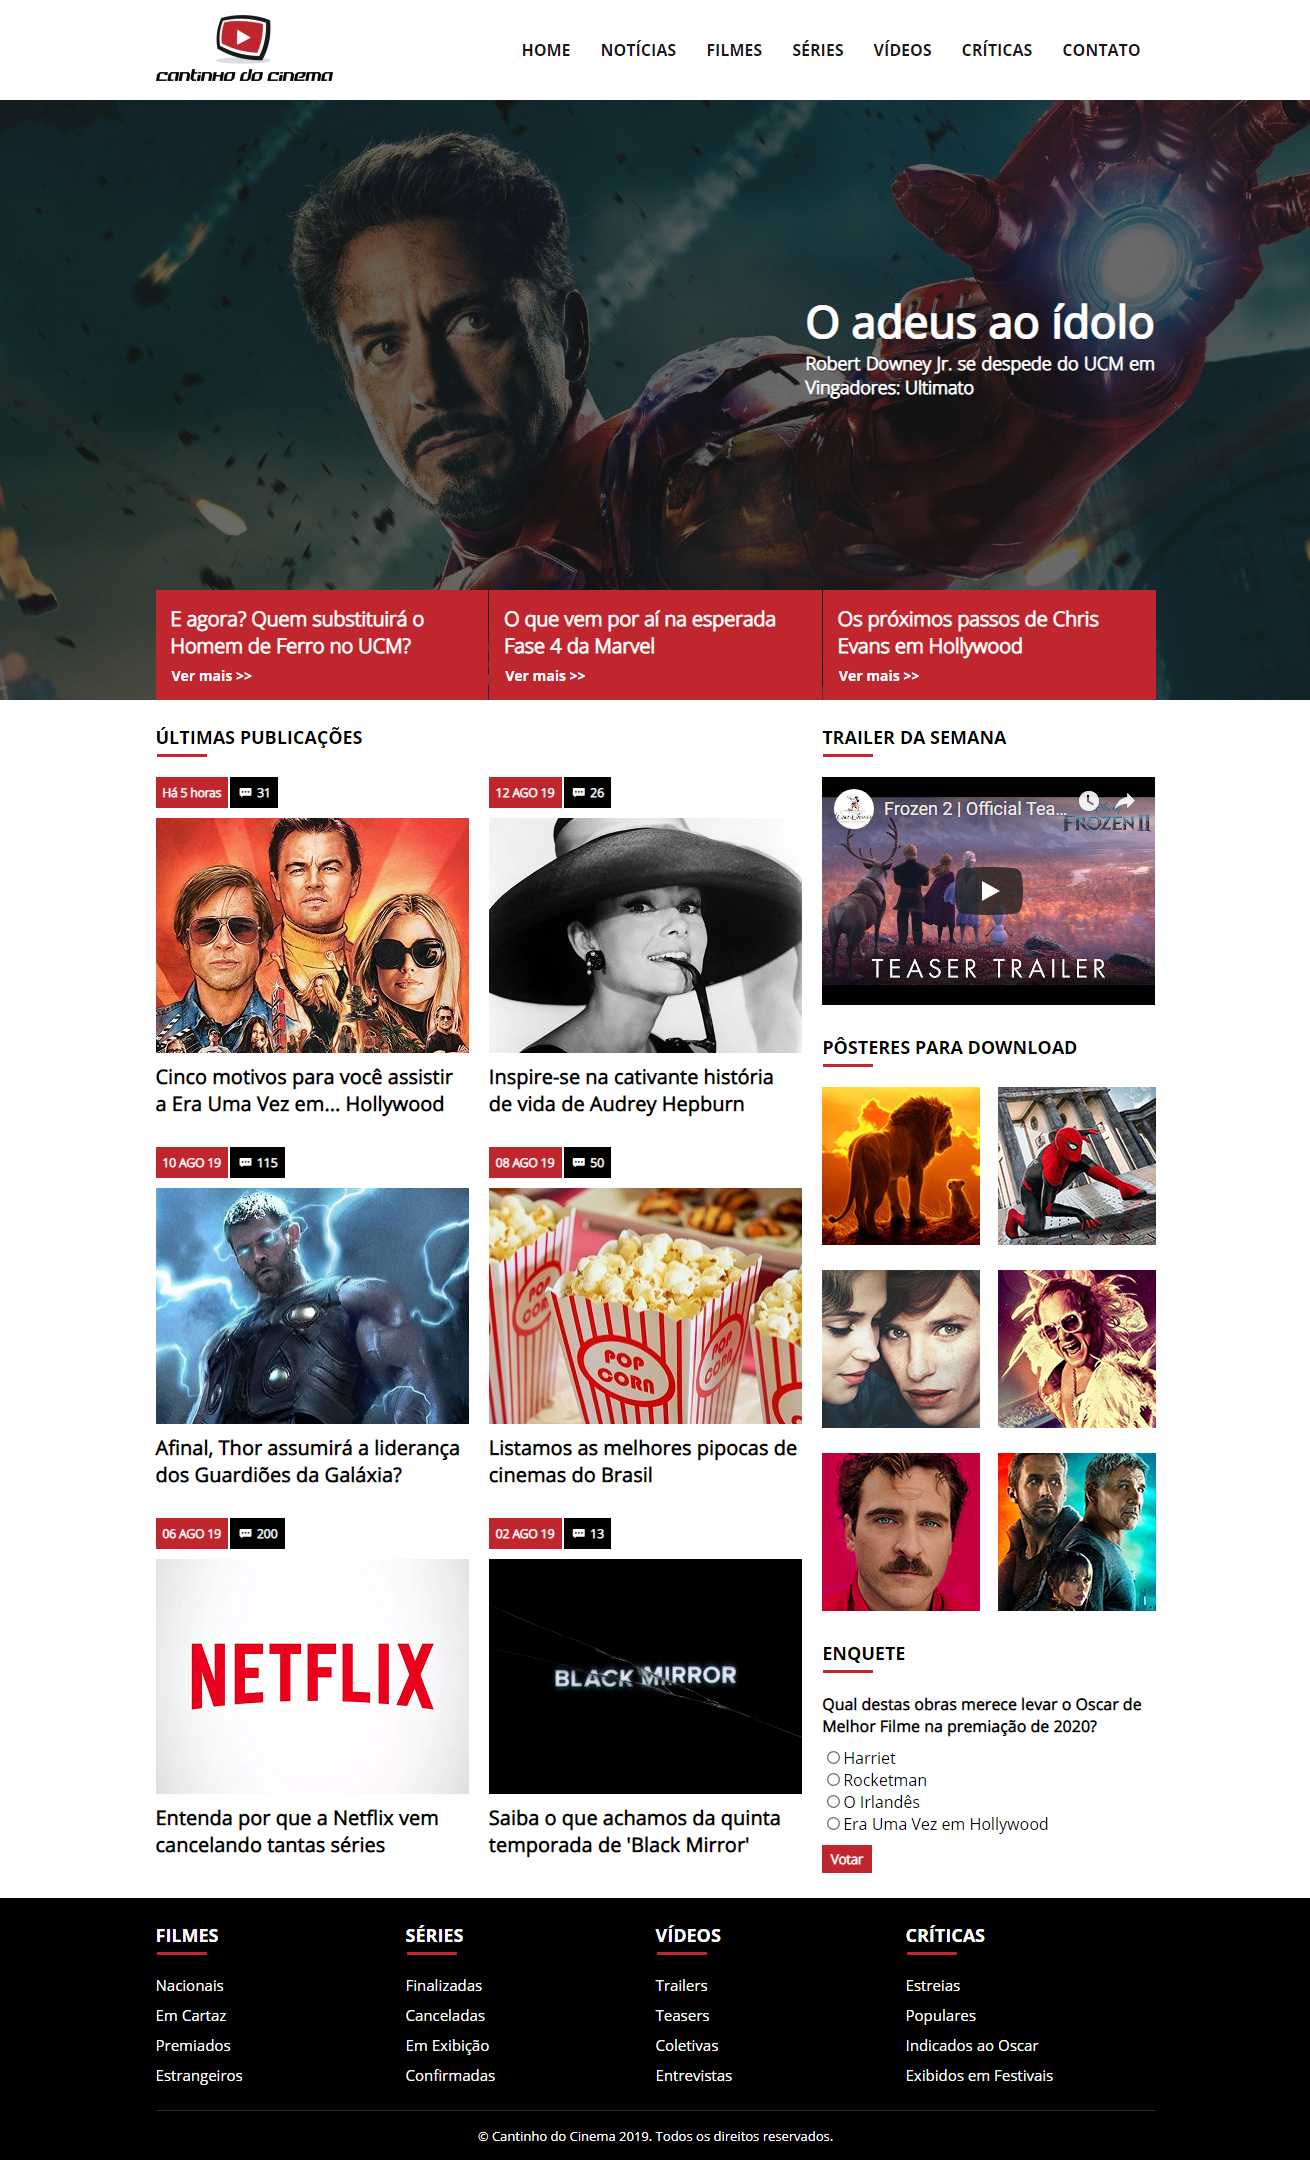 cantinho do cinema
HOME NOTÍCIAS FILMES SÉRIES VÍDEOS CRÍTICAS CONTATO
O adeus ao ídolo
Robert Downey Jr. se despede do UCM em
Vingadores: Ultimato
E agora? Quem substituirá o
Homem de Ferro no UCM?
Ver mais >>
O que vem por aí na esperada
Fase 4 da Marvel
Ver mais >>
Os próximos passos de Chris
Evans em Hollywood
Ver mais >>
ÚLTIMAS PUBLICAÇÕES
Há 5 horas 31
Cinco motivos para você assistir
a Era Uma Vez em... Hollywood
12 AGO 19 26
Inspire-se na cativante história
de vida de Audrey Hepburn
10 AGO 19 115
Afinal, Thor assumirá a liderança
dos Guardiões da Galáxia?
08 AGO 19 50
POP
CORN
POP
CORN
POP
CORN
Listamos as melhores pipocas de
cinemas do Brasil
06 AGO 19 200
NETFLIX
Entenda por que a Netflix vem
cancelando tantas séries
02 AGO 19 13
BLACK MIRROR
Saiba o que achamos da quinta
temporada de 'Black Mirror'
TRAILER DA SEMANA
Frozen 2 | Official Tea...
FROZEN II
TEASER TRAILER
PÔSTERES PARA DOWNLOAD
ENQUETE
Qual destas obras merece levar o Oscar de
Melhor Filme na premiação de 2020?
Harriet
Rocketman
O Irlandês
Era Uma Vez em Hollywood
Votar
FILMES
Nacionais
Em Cartaz
Premiados
Estrangeiros
SÉRIES
Finalizadas
Canceladas
Em Exibição
Confirmadas
VÍDEOS
Trailers
Teasers
Coletivas
Entrevistas
CRÍTICAS
Estreias
Populares
Indicados ao Oscar
Exibidos em Festivais
© Cantinho do Cinema 2019. Todos os direitos reservados.